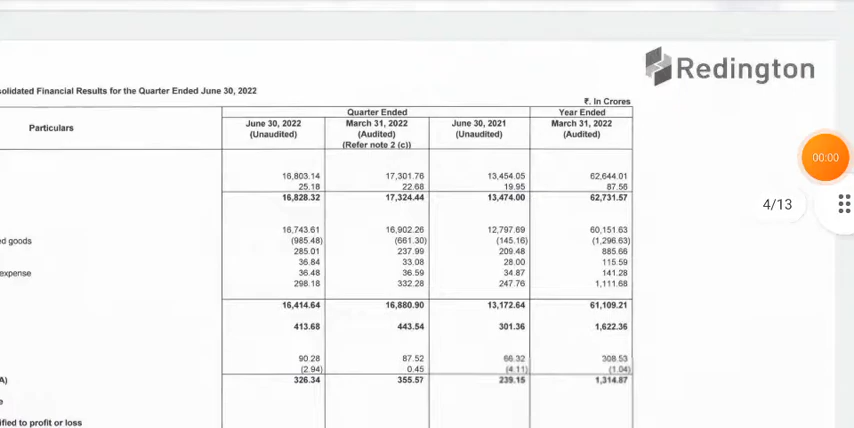 Redington
solidated Financial Results for the Quarter Ended June 30, 2022
₹. In Crores
Particulars Quarter Ended Year Ended
June 30, 2022 March 31, 2022 June 30, 2021 March 31, 2022
(Unaudited) (Audited) (Unaudited) (Audited)
(Refer note 2 (c))
16,803.14 17,301.76 13,454.05 62,644.01
25.18 22.68 19.95 87.56
16,828.32 17,324.44 13,474.00 62,731.57
16,743.61 16,902.26 12,797.69 60,151.63
ed goods (985.48) (661.30) (145.16) (1,296.63)
285.01 237.99 209.48 885.66
36.84 33.08 28.00 115.59
expense 36.48 36.59 34.87 141.28
298.18 332.28 247.76 1,111.68
16,414.64 16,880.90 13,172.64 61,109.21
413.68 443.54 301.36 1,622.36
90.28 87.52 66.32 308.53
(2.94) 0.45 (4.11) (1.04)
A) 326.34 355.57 239.15 1,314.87
e
ified to profit or loss
00:00
4/13